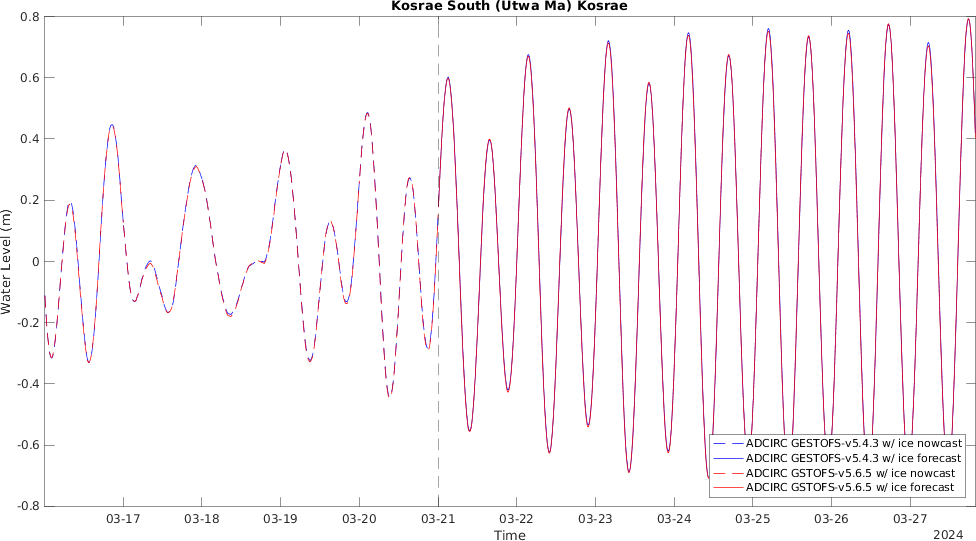 Kosrae South (Utwa Ma) Kosrae
0.8
0.6
0.4
0.2
0
-0.2
-0.4
-0.6
-0.8
Water Level (m)
ADCIRC GESTOFS-v5.4.3 w/ ice nowcast
ADCIRC GESTOFS-v5.4.3 w/ ice forecast
ADCIRC GSTOFS-v5.6.5 w/ ice nowcast
ADCIRC GSTOFS-v5.6.5 w/ ice forecast
03-17 03-18 03-19 03-20 03-21 03-22 03-23 03-24 03-25 03-26 03-27
Time
2024